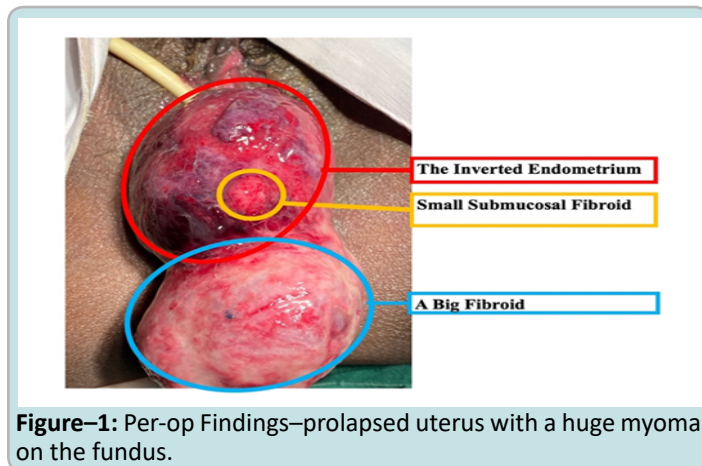 The Inverted Endometrium
Small Submucosal Fibroid
A Big Fibroid
Figure–1: Per-op Findings–prolapsed uterus with a huge myoma
on the fundus.